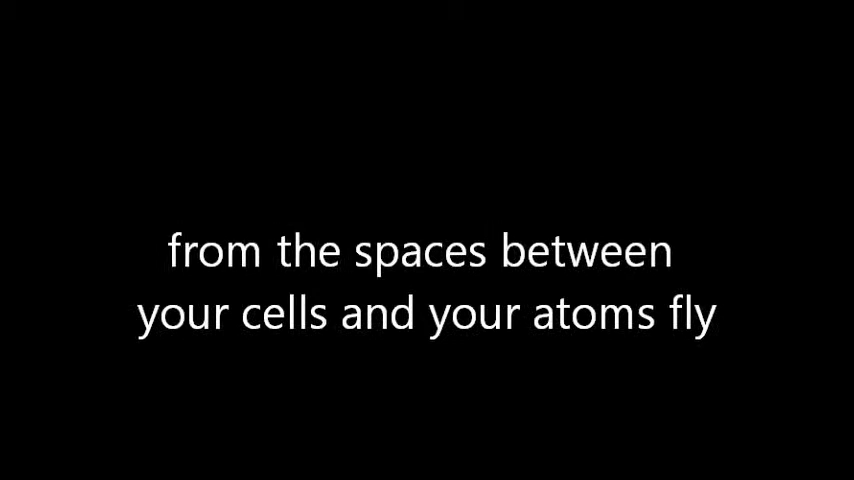 from the spaces between
your cells and your atoms fly